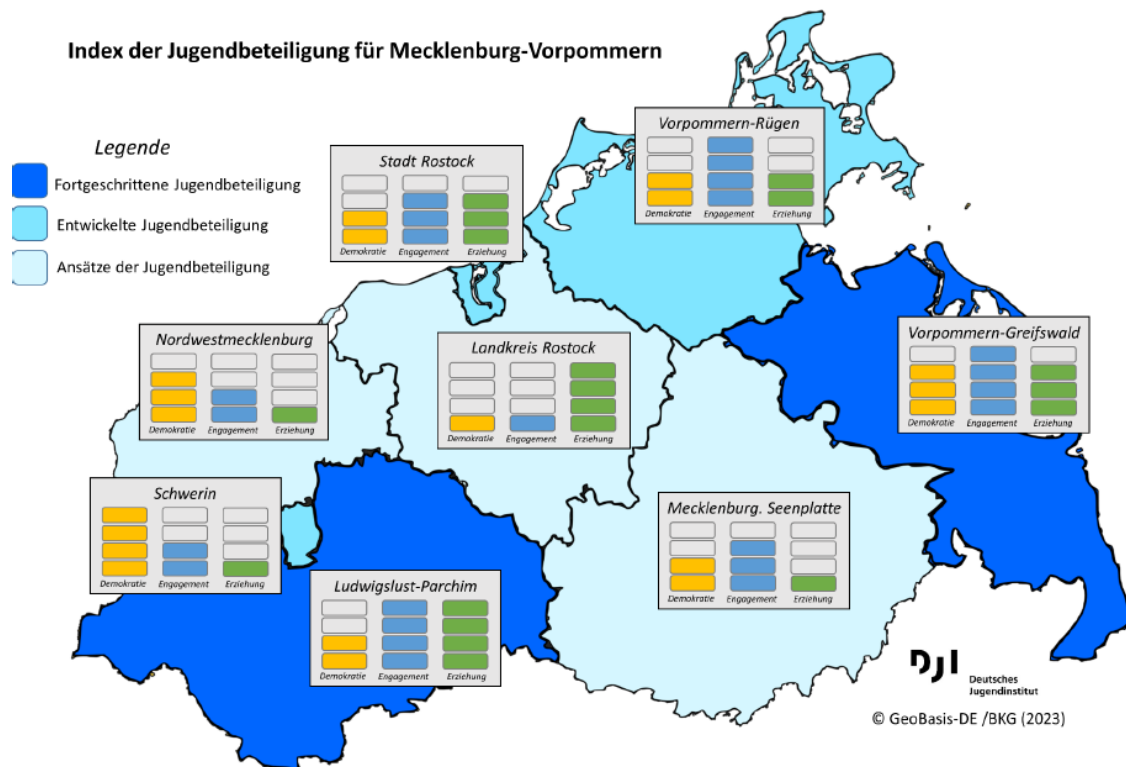 Index der Jugendbeteiligung für Mecklenburg-Vorpommern
Legende
Fortgeschrittene Jugendbeteiligung
Entwickelte Jugendbeteiligung
Ansätze der Jugendbeteiligung
Vorpommern-Rügen
Demokratie Engagement Erziehung
Stadt Rostock
Demokratie Engagement Erziehung
Nordwestmecklenburg
Demokratie Engagement Erziehung
Landkreis Rostock
Demokratie Engagement Erziehung
Vorpommern-Greifswald
Demokratie Engagement Erziehung
Schwerin
Demokratie Engagement Erziehung
Mecklenburg. Seenplatte
Demokratie Engagement Erziehung
Ludwigslust-Parchim
Demokratie Engagement Erziehung
DJI
Deutsches
Jugendinstitut
© GeoBasis-DE /BKG (2023)